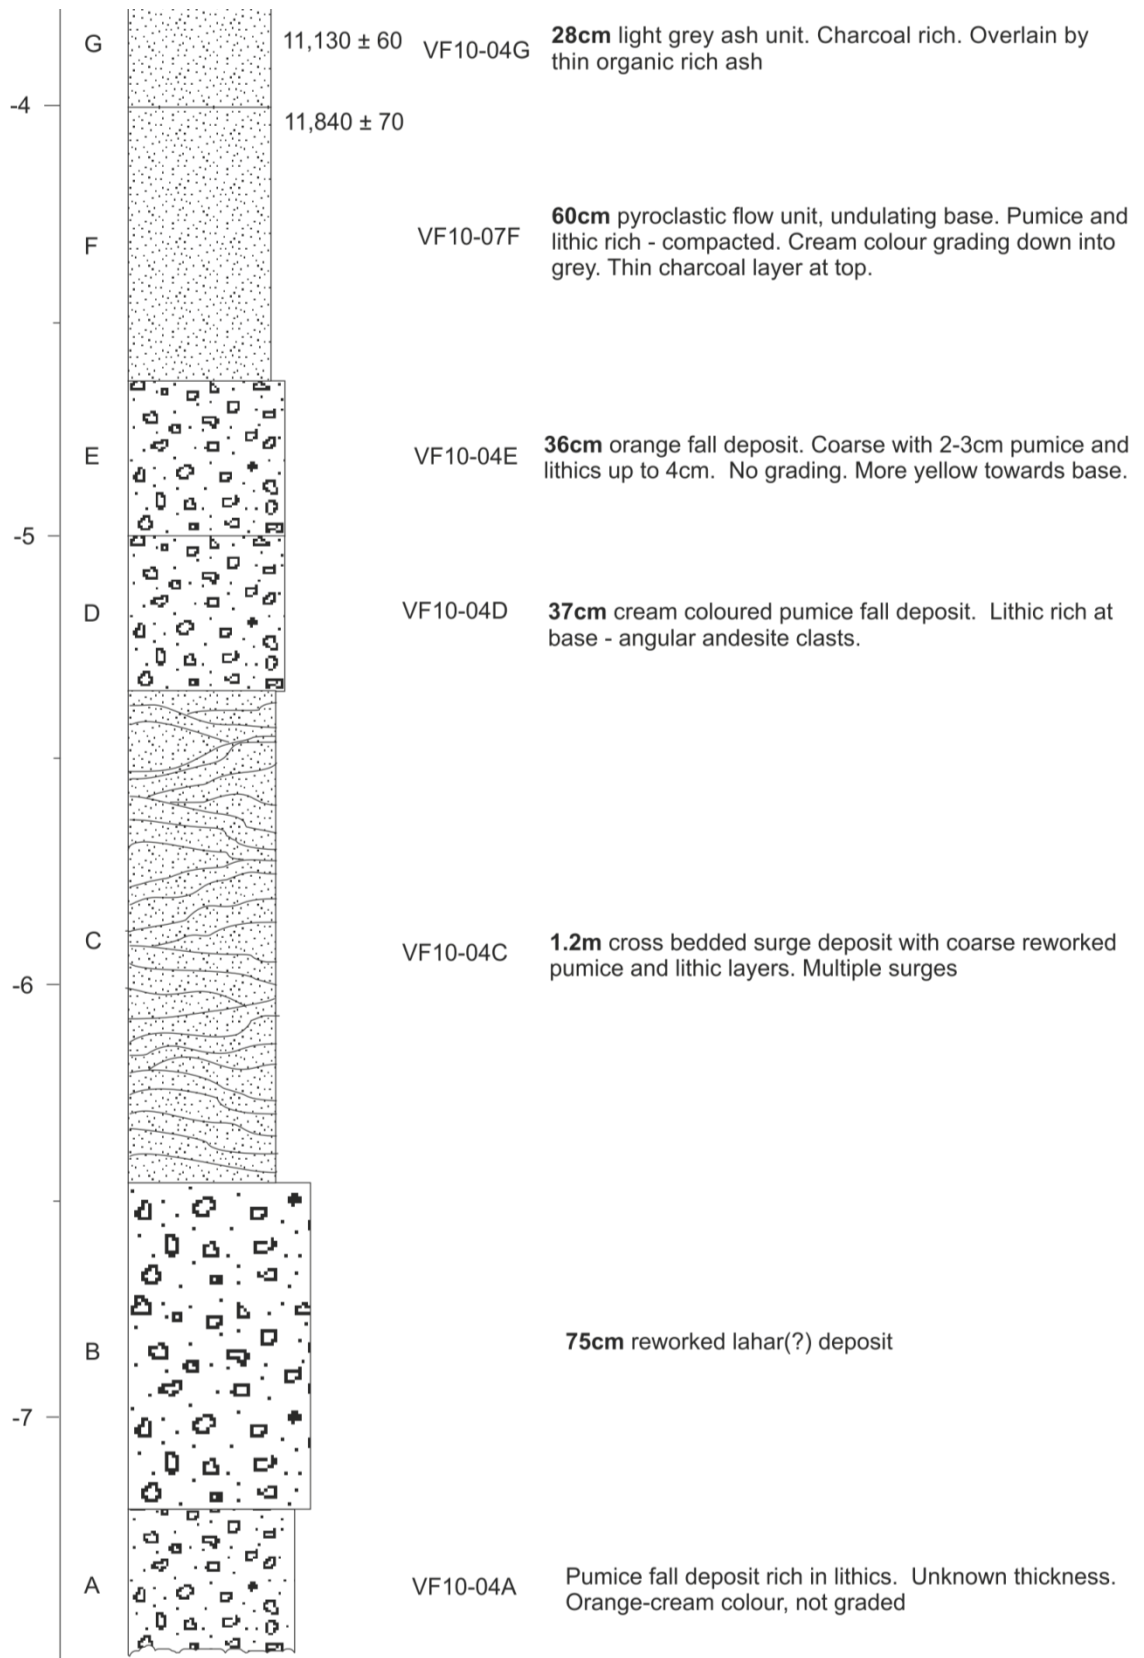 G
11,130 ± 60
VF10-04G
28cm light grey ash unit. Charcoal rich. Overlain by
thin organic rich ash
-4
11,840 ± 70
F
VF10-07F
60cm pyroclastic flow unit, undulating base. Pumice and
lithic rich - compacted. Cream colour grading down into
grey. Thin charcoal layer at top.
E
VF10-04E
36cm orange fall deposit. Coarse with 2-3cm pumice and
lithics up to 4cm. No grading. More yellow towards base.
-5
D
VF10-04D
37cm cream coloured pumice fall deposit. Lithic rich at
base - angular andesite clasts.
C
VF10-04C
1.2m cross bedded surge deposit with coarse reworked
pumice and lithic layers. Multiple surges
-6
B
75cm reworked lahar(?) deposit
-7
A
VF10-04A
Pumice fall deposit rich in lithics. Unknown thickness.
Orange-cream colour, not graded